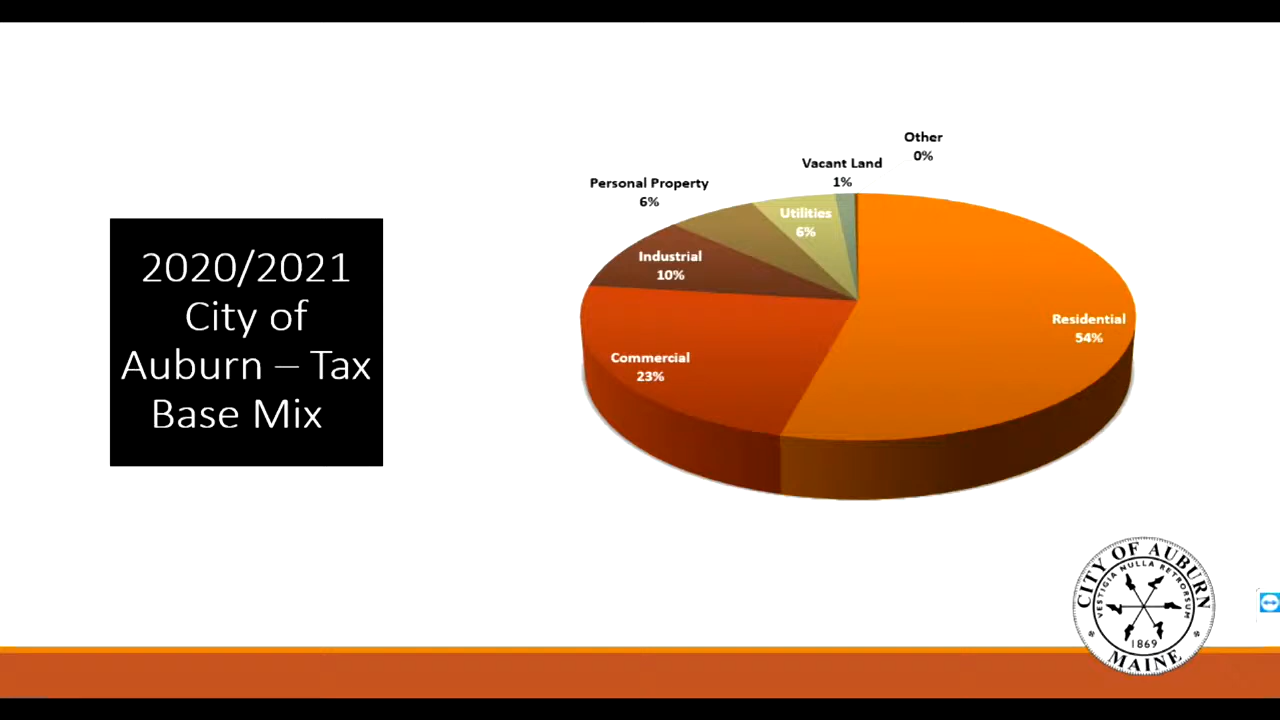 2020/2021
City of
Auburn – Tax
Base Mix
Other
0%
Vacant Land
1%
Personal Property
6%
Utilities
6%
Industrial
10%
Residential
54%
Commercial
23%
CITY OF AUBURN
VESTIGIA NULLA RETRORSUM
1869
MAINE